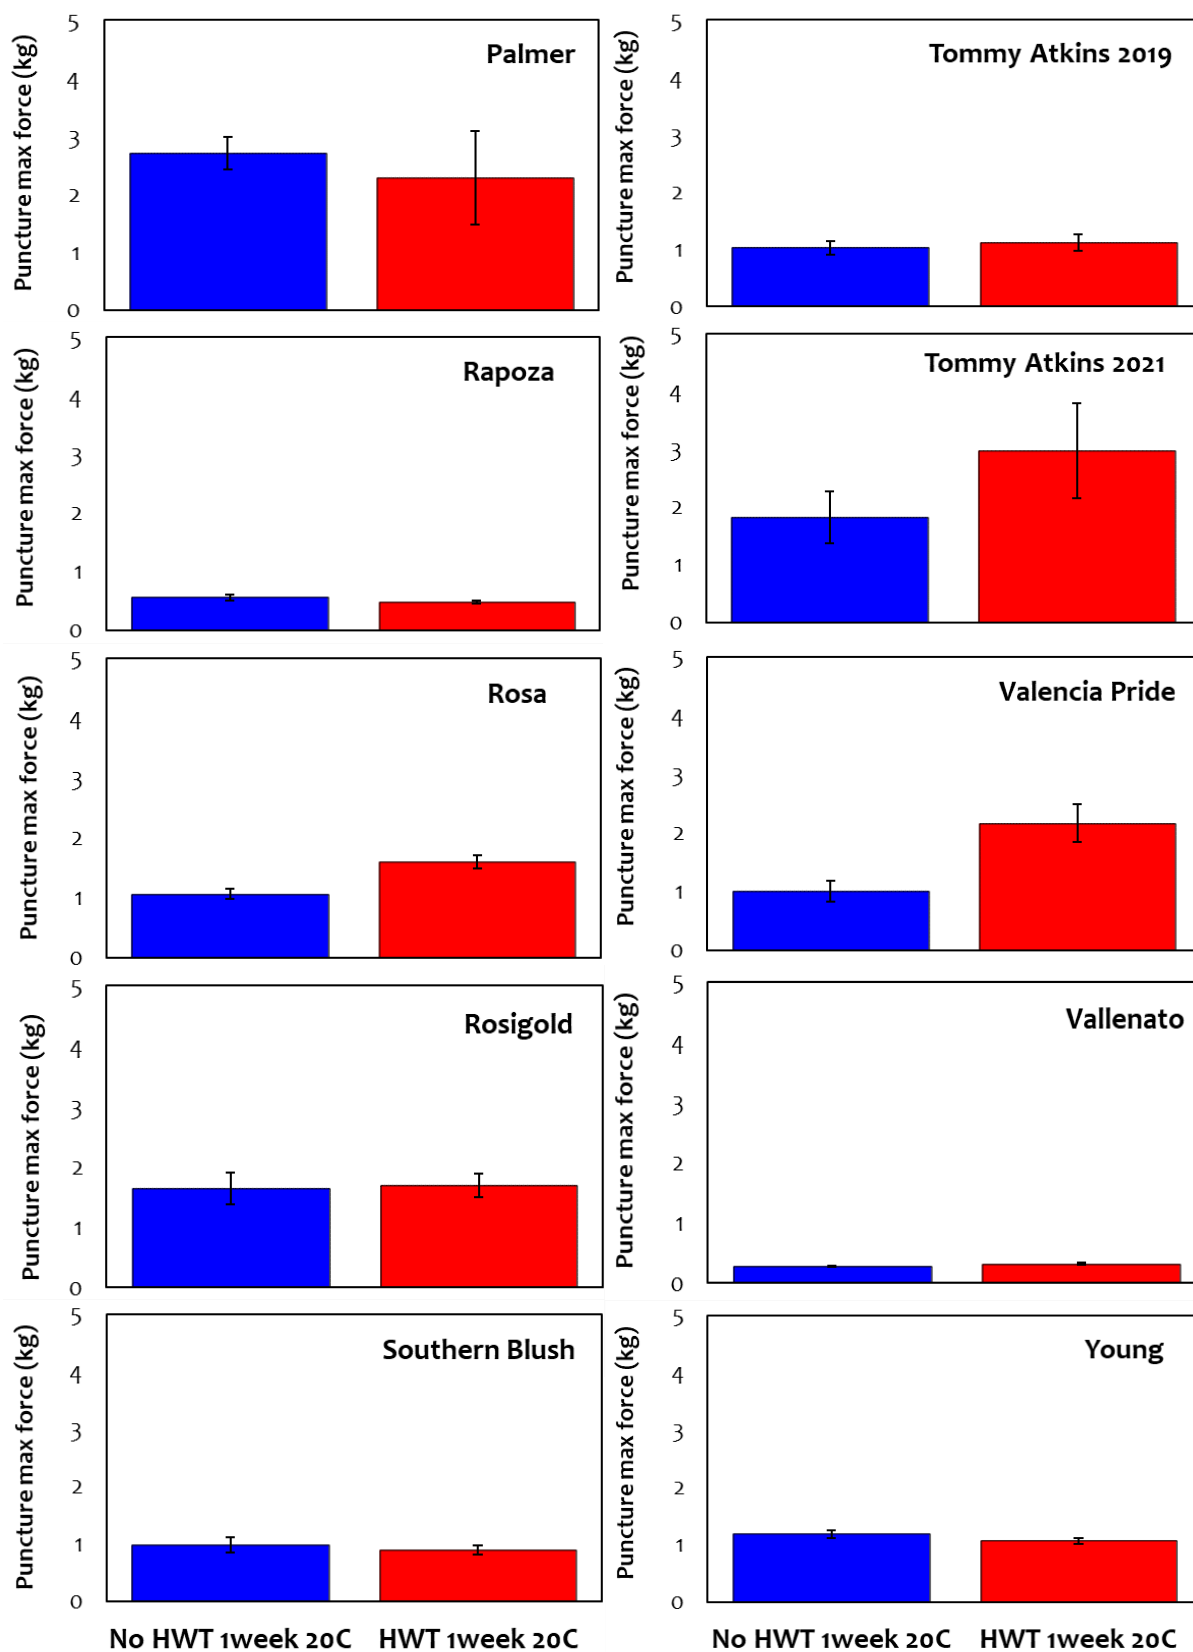 Puncture max force (kg)
5
4
3
2
1
0
Palmer
Puncture max force (kg)
5
4
3
2
1
0
Tommy Atkins 2019
Puncture max force (kg)
5
4
3
2
1
0
Rapoza
Puncture max force (kg)
5
4
3
2
1
0
Tommy Atkins 2021
Puncture max force (kg)
5
4
3
2
1
0
Rosa
Puncture max force (kg)
5
4
3
2
1
0
Valencia Pride
Puncture max force (kg)
5
4
3
2
1
0
Rosigold
Puncture max force (kg)
5
4
3
2
1
0
Vallenato
Puncture max force (kg)
5
4
3
2
1
0
Southern Blush
Puncture max force (kg)
5
4
3
2
1
0
Young
No HWT 1week 20C HWT 1week 20C
No HWT 1week 20C HWT 1week 20C